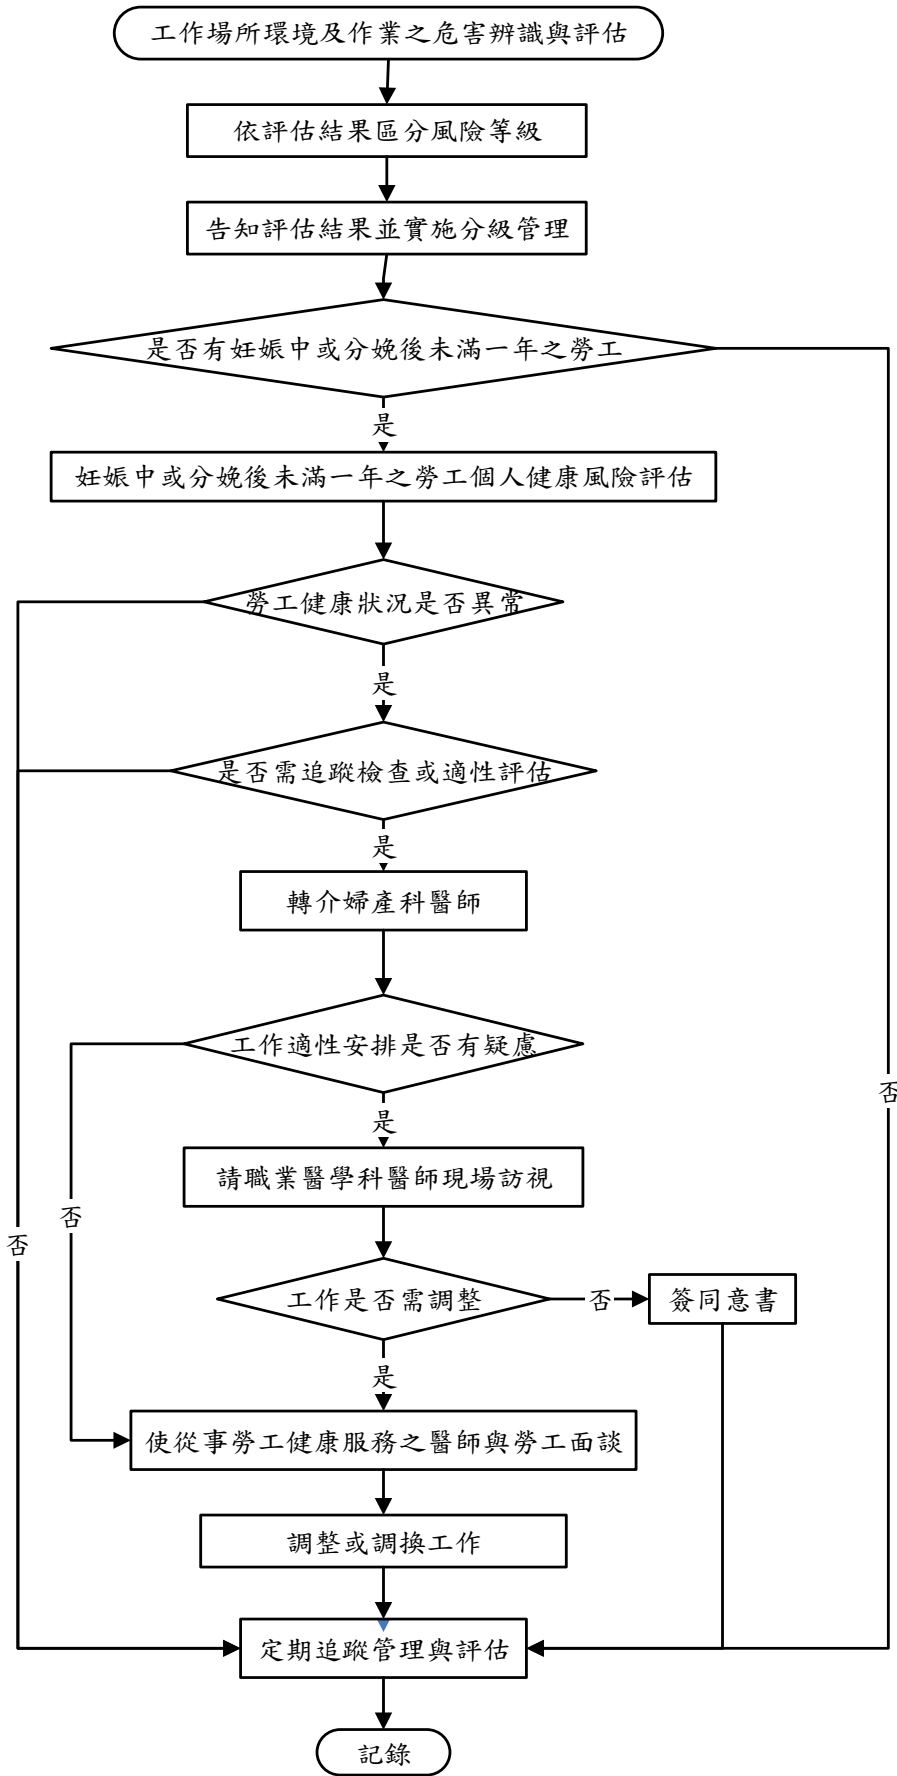 工作場所環境及作業之危害辨識與評估
依評估結果區分風險等級
告知評估結果並實施分級管理
是否有妊娠中或分娩後未滿一年之勞工
是
妊娠中或分娩後未滿一年之勞工個人健康風險評估
勞工健康狀況是否異常
是
是否需追蹤檢查或適性評估
是
轉介婦產科醫師
工作適性安排是否有疑慮
否
是
請職業醫學科醫師現場訪視
否
否
工作是否需調整
否
簽同意書
是
使從事勞工健康服務之醫師與勞工面談
調整或調換工作
定期追蹤管理與評估
記錄